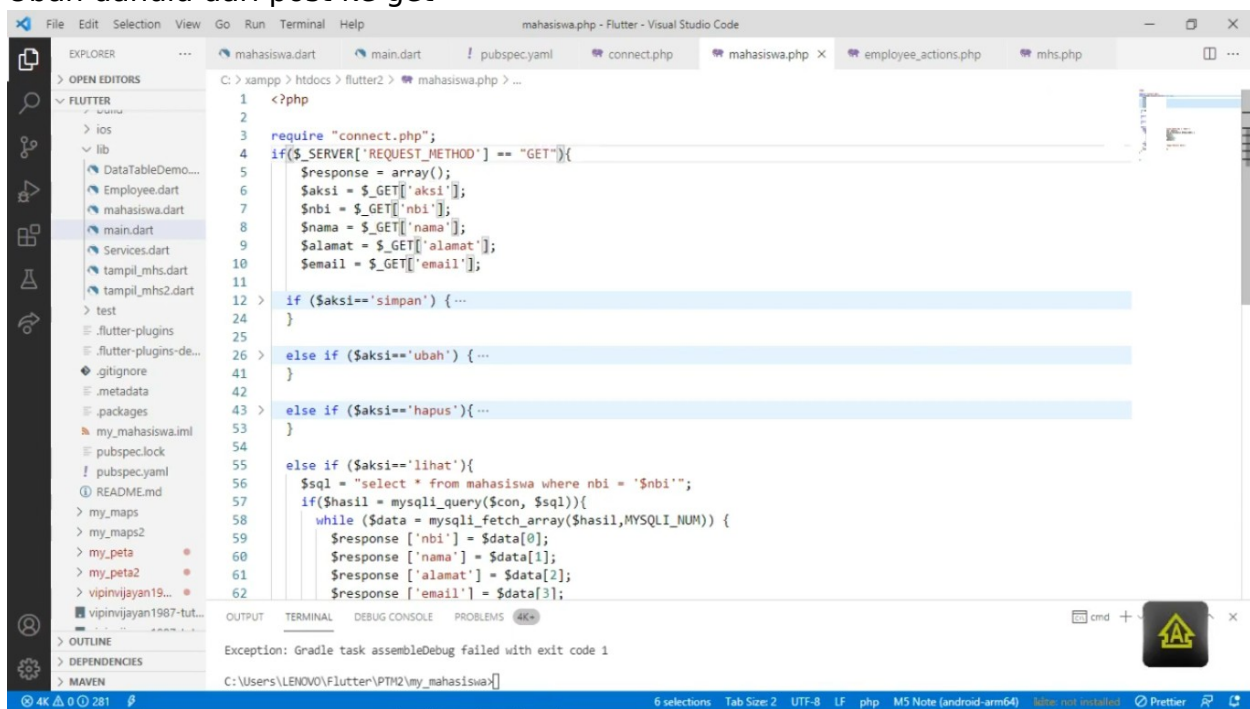 Ubah dahulu dari post ke get
File Edit Selection View Go Run Terminal Help mahasiswa.php - Flutter - Visual Studio Code
EXPLORER ... mahasiswa.dart main.dart ! pubspec.yaml connect.php mahasiswa.php × employee_actions.php mhs.php
> OPEN EDITORS C: > xampp > htdocs > flutter2 > mahasiswa.php > ...
FLUTTER
> ios
lib
DataTableDemo....
Employee.dart
mahasiswa.dart
main.dart
Services.dart
tampil_mhs.dart
tampil_mhs2.dart
> test
.flutter-plugins
.flutter-plugins-de...
.gitignore
.metadata
.packages
my_mahasiswa.iml
pubspec.lock
! pubspec.yaml
README.md
> my_maps
> my_maps2
> my_peta
> my_peta2
> vipinvijayan19...
vipinvijayan1987-tut...
> OUTLINE
> DEPENDENCIES
> MAVEN
1 <?php
2
3 require "connect.php";
4 if($_SERVER['REQUEST_METHOD'] == "GET"){
5 $response = array();
6 $aksi = $_GET['aksi'];
7 $nbi = $_GET['nbi'];
8 $nama = $_GET['nama'];
9 $alamat = $_GET['alamat'];
10 $email = $_GET['email'];
11
12 > if ($aksi=='simpan') { ...
24 }
25
26 > else if ($aksi=='ubah') { ...
41 }
42
43 > else if ($aksi=='hapus'){ ...
53 }
54
55 else if ($aksi=='lihat'){
56 $sql = "select * from mahasiswa where nbi = '$nbi'";
57 if($hasil = mysqli_query($con, $sql)){
58 while ($data = mysqli_fetch_array($hasil,MYSQLI_NUM)) {
59 $response ['nbi'] = $data[0];
60 $response ['nama'] = $data[1];
61 $response ['alamat'] = $data[2];
62 $response ['email'] = $data[3];
OUTPUT TERMINAL DEBUG CONSOLE PROBLEMS 4K+ cmd
Exception: Gradle task assembleDebug failed with exit code 1
C:\Users\LENOVO\Flutter\PTM2\my_mahasiswa>
A
4K 0 281 6 selections Tab Size: 2 UTF-8 LF php M5 Note (android-arm64) not installed Prettier